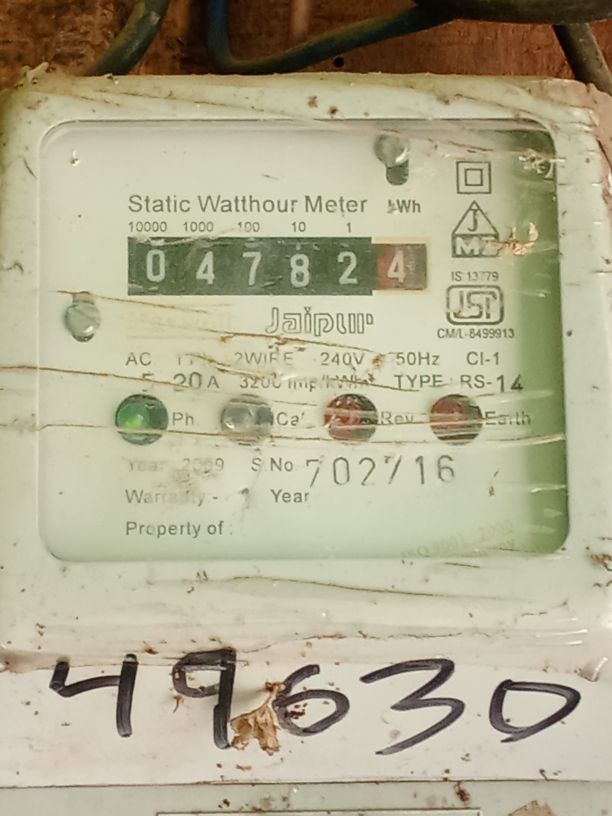 Static Watthour Meter kWh
10000 1000 100 10 1
0 4 7 8 2 4
IS:13779
Jaipur
ISI
CM/L-8499913
AC 2WIRE 240V 50Hz Cl-1
5 20A 3200 imp/kWh TYPE RS-14
Ph. Cal Rev Earth
Year 2009 S.No. 702716
Warranty:- 1 Year
Property of :
49630